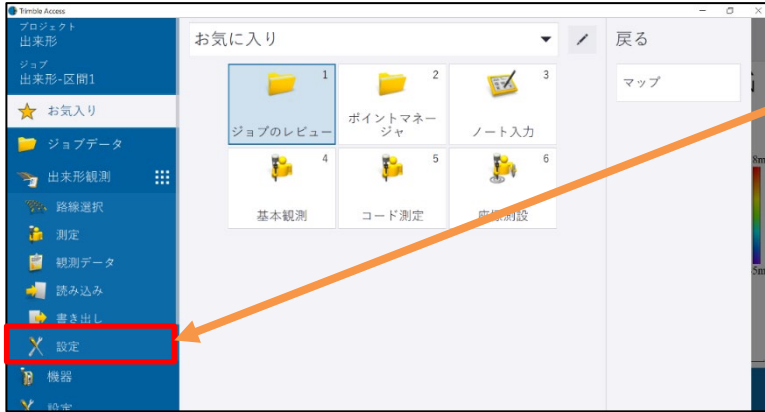 Trimble Access
プロジェクト
出来形
ジョブ
出来形-区間1
お気入り
ジョブデータ
出来形観測
路線選択
測定
観測データ
読み込み
書き出し
設定
機器
設定
お気に入り
1
ジョブのレビュー
2
ポイントマネー
ジャ
3
ノート入力
4
基本観測
5
コード測定
6
座標測設
戻る
マップ
8m
5m